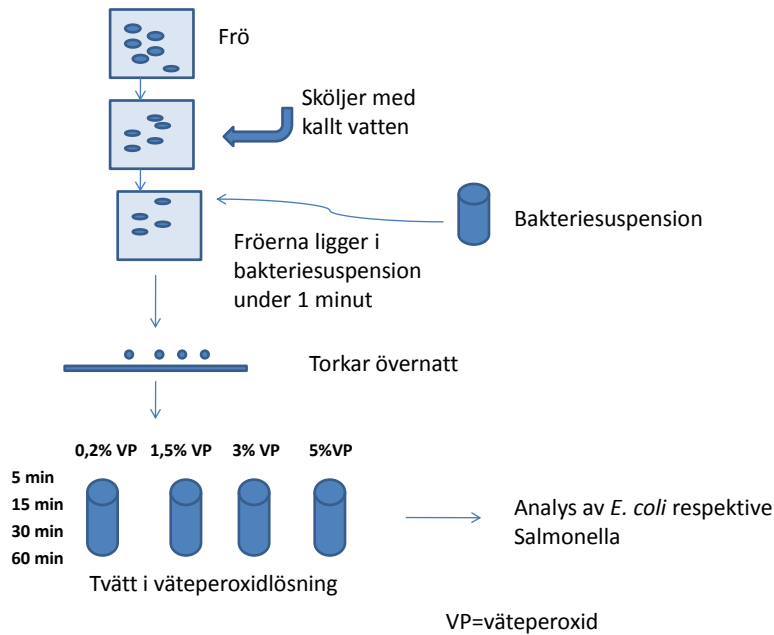 Frö
Sköljer med
kallt vatten
Bakteriesuspension
Fröerna ligger i
bakteriesuspension
under 1 minut
Torkar övernatt
0,2% VP 1,5% VP 3% VP 5%VP
5 min
15 min
30 min
60 min
Analys av E. coli respektive
Salmonella
Tvätt i väteperoxidlösning
VP=väteperoxid